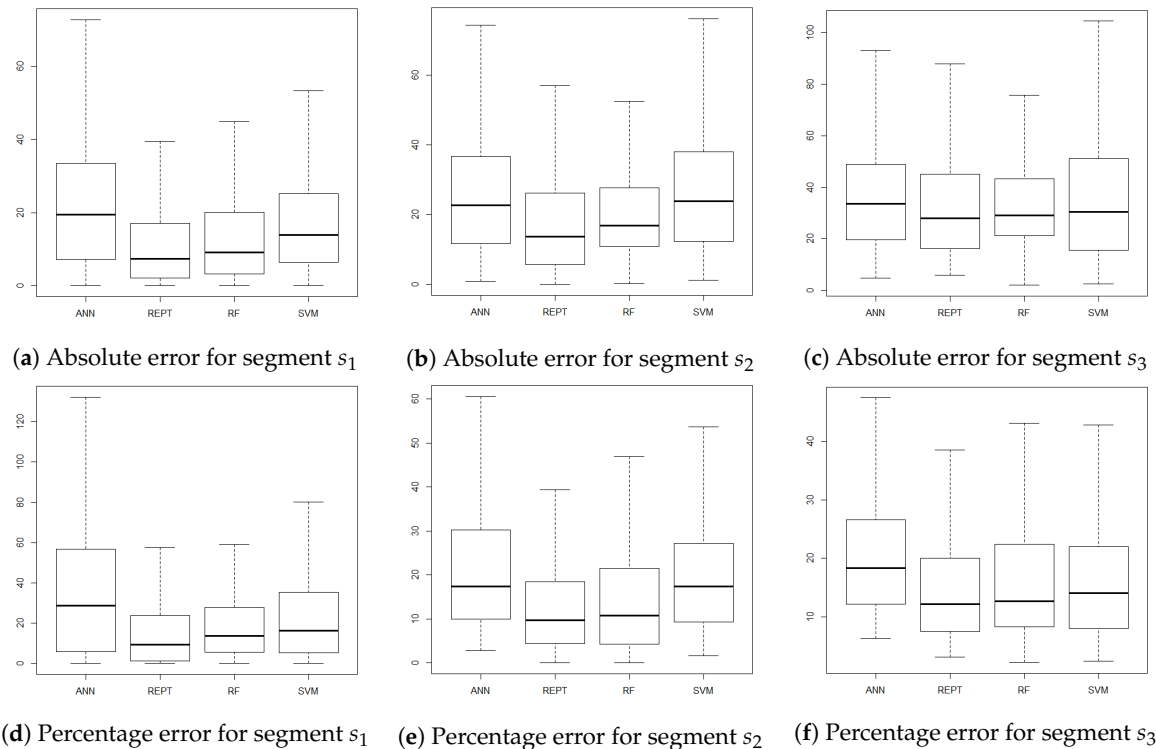 0 20 40 60
ANN REPT RF SVM
(a) Absolute error for segment s1
0 20 40 60
ANN REPT RF SVM
(b) Absolute error for segment s2
0 20 40 60 80 100
ANN REPT RF SVM
(c) Absolute error for segment s3
0 20 40 60 80 100 120
ANN REPT RF SVM
(d) Percentage error for segment s1
0 10 20 30 40 50 60
ANN REPT RF SVM
(e) Percentage error for segment s2
10 20 30 40
ANN REPT RF SVM
(f) Percentage error for segment s3